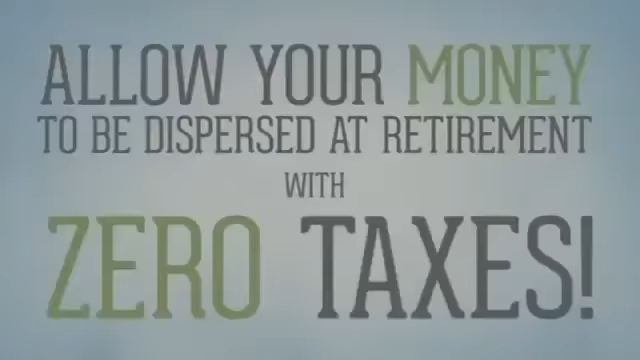 ALLOW YOUR MONEY
TO BE DISPERSED AT RETIREMENT
WITH
ZERO TAXES!